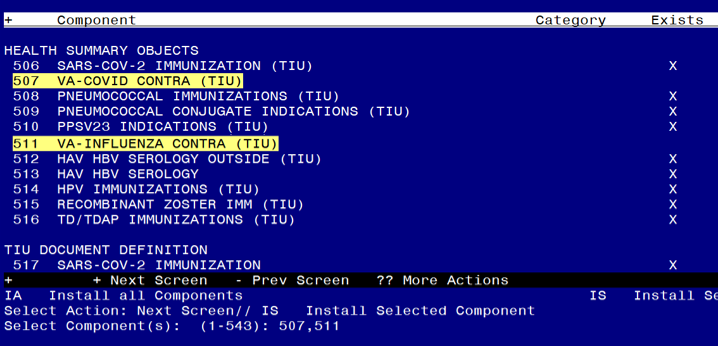 + Component Category Exists
HEALTH SUMMARY OBJECTS
506 SARS-COV-2 IMMUNIZATION (TIU) X
507 VA-COVID CONTRA (TIU)
508 PNEUMOCOCCAL IMMUNIZATIONS (TIU) X
509 PNEUMOCOCCAL CONJUGATE INDICATIONS (TIU) X
510 PPSV23 INDICATIONS (TIU) X
511 VA-INFLUENZA CONTRA (TIU)
512 HAV HBV SEROLOGY OUTSIDE (TIU) X
513 HAV HBV SEROLOGY X
514 HPV IMMUNIZATIONS (TIU) X
515 RECOMBINANT ZOSTER IMM (TIU) X
516 TD/TDAP IMMUNIZATIONS (TIU) X
TIU DOCUMENT DEFINITION
517 SARS-COV-2 IMMUNIZATION X
+ + Next Screen - Prev Screen ?? More Actions
IA Install all Components IS Install Se
Select Action: Next Screen// IS Install Selected Component
Select Component(s): (1-543): 507,511